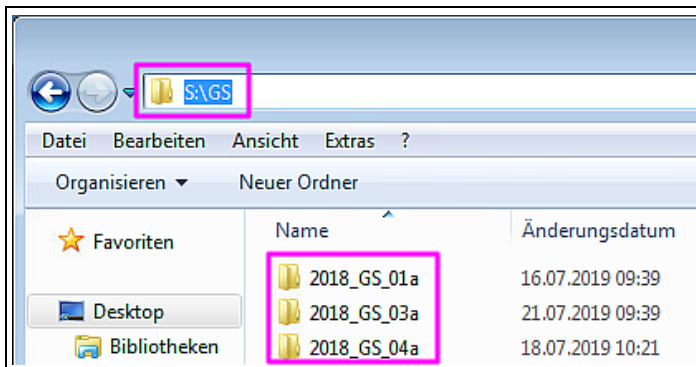 S:\GS
Datei Bearbeiten Ansicht Extras ?
Organisieren Neuer Ordner
Favoriten
Name Änderungsdatum
2018_GS_01a 16.07.2019 09:39
Desktop 2018_GS_03a 21.07.2019 09:39
Bibliotheken 2018_GS_04a 18.07.2019 10:21